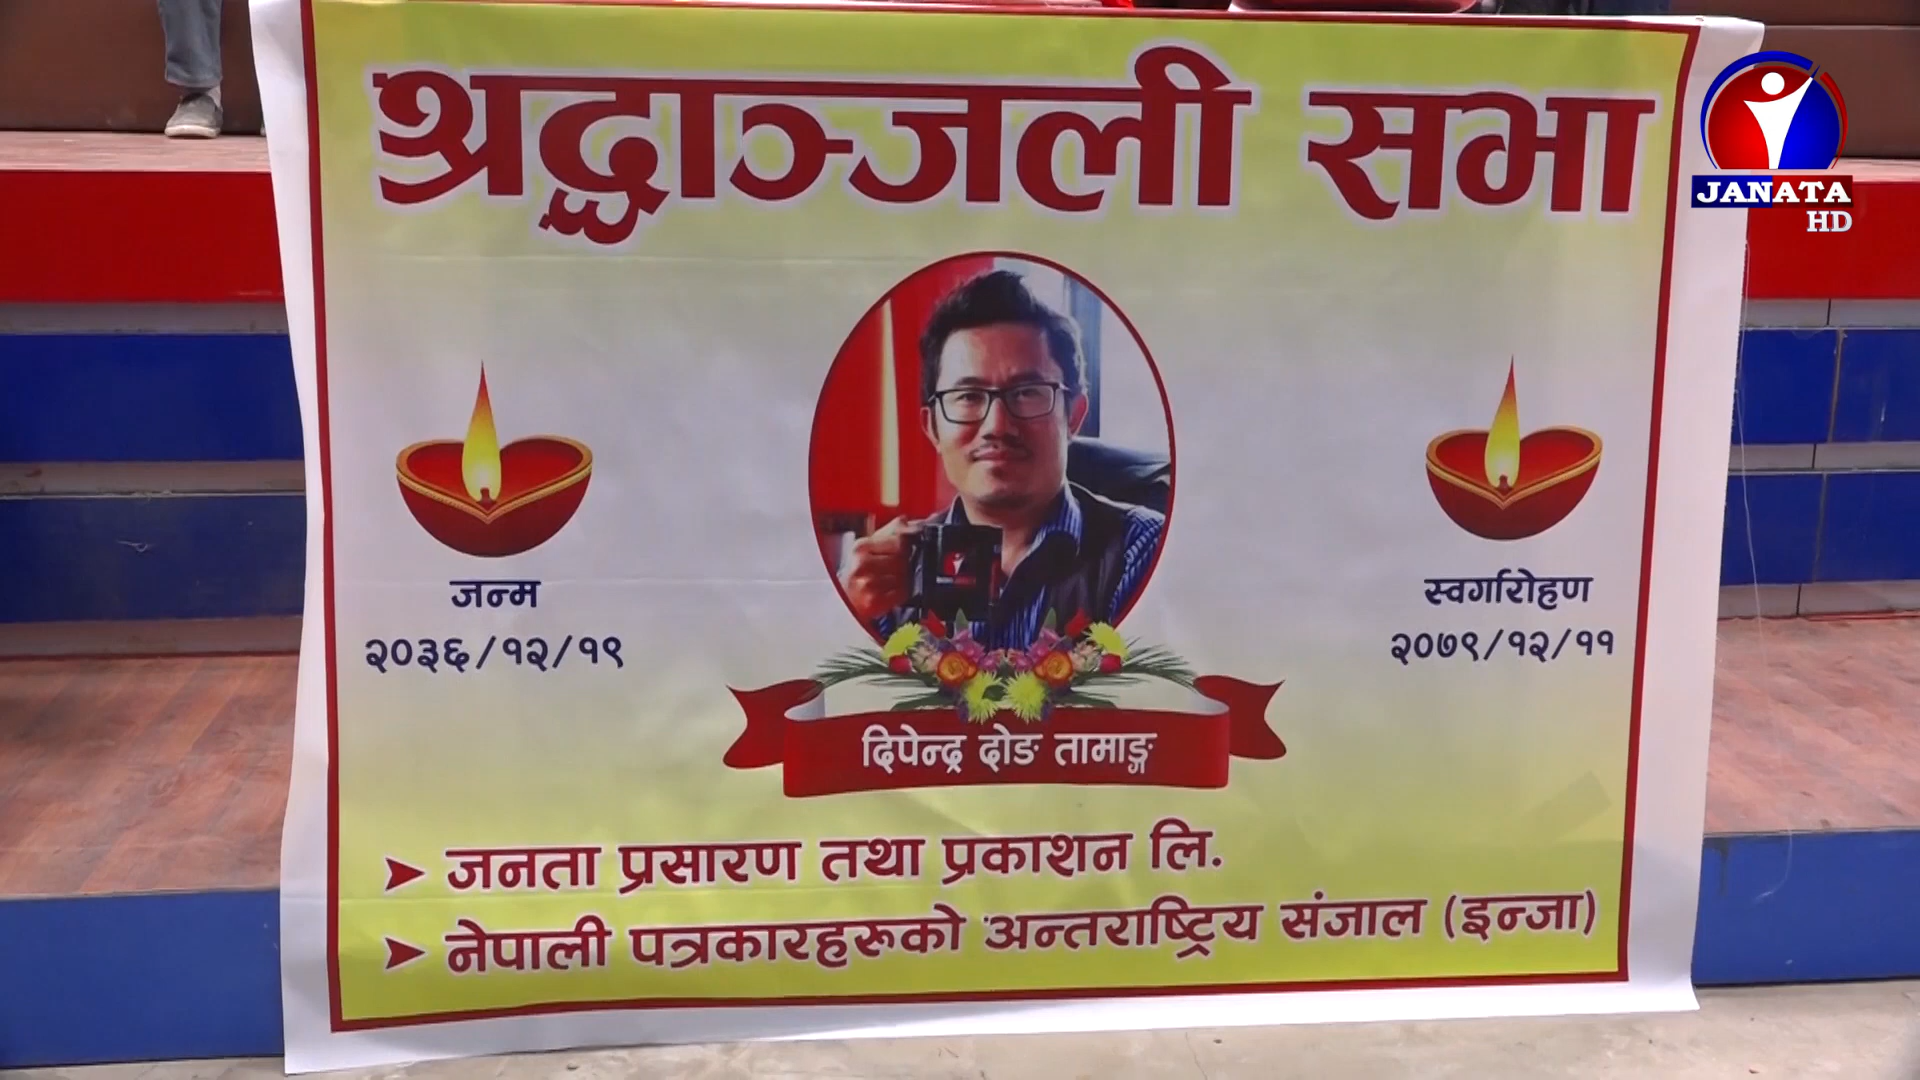 श्रद्धाञ्जली सभा
JANATA
HD
जन्म
२०३६/१२/१९
स्वर्गारोहण
२०७९/१२/११
दिपेन्द्र दोङ तामाङ्ग
➤ जनता प्रसारण तथा प्रकाशन लि.
➤ नेपाली पत्रकारहरूको अन्तराष्ट्रिय संजाल (इन्जा)